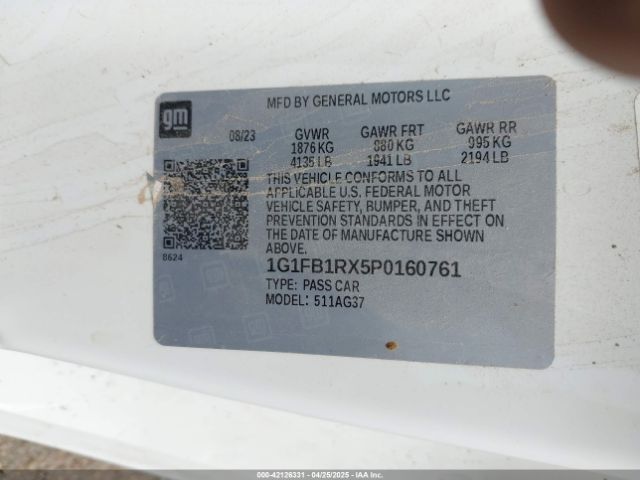 MFD BY GENERAL MOTORS LLC
gm
08/23 GVWR GAWR FRT GAWR RR
1876 KG 880 KG 995 KG
4135 LB 1941 LB 2194 LB
THIS VEHICLE CONFORMS TO ALL
APPLICABLE U.S. FEDERAL MOTOR
VEHICLE SAFETY, BUMPER, AND THEFT
PREVENTION STANDARDS IN EFFECT ON
THE DATE OF MANUFACTURE SHOWN
ABOVE.
8624
1G1FB1RX5P0160761
TYPE: PASS CAR
MODEL: 511AG37
000-42126331 - 04/25/2025 - IAAI.COM